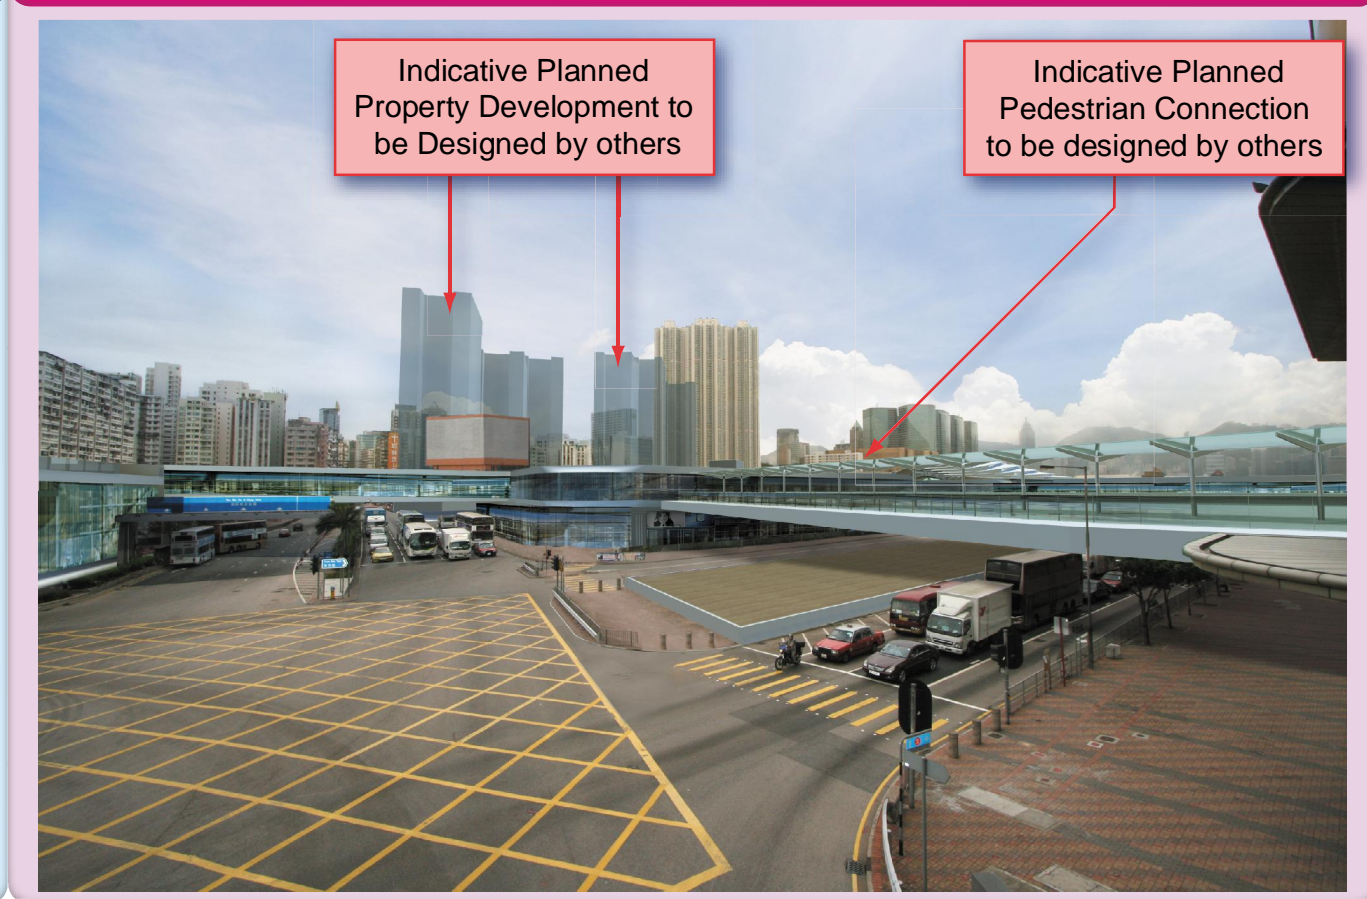 Indicative Planned
Property Development to
be Designed by others
Indicative Planned
Pedestrian Connection
to be designed by others